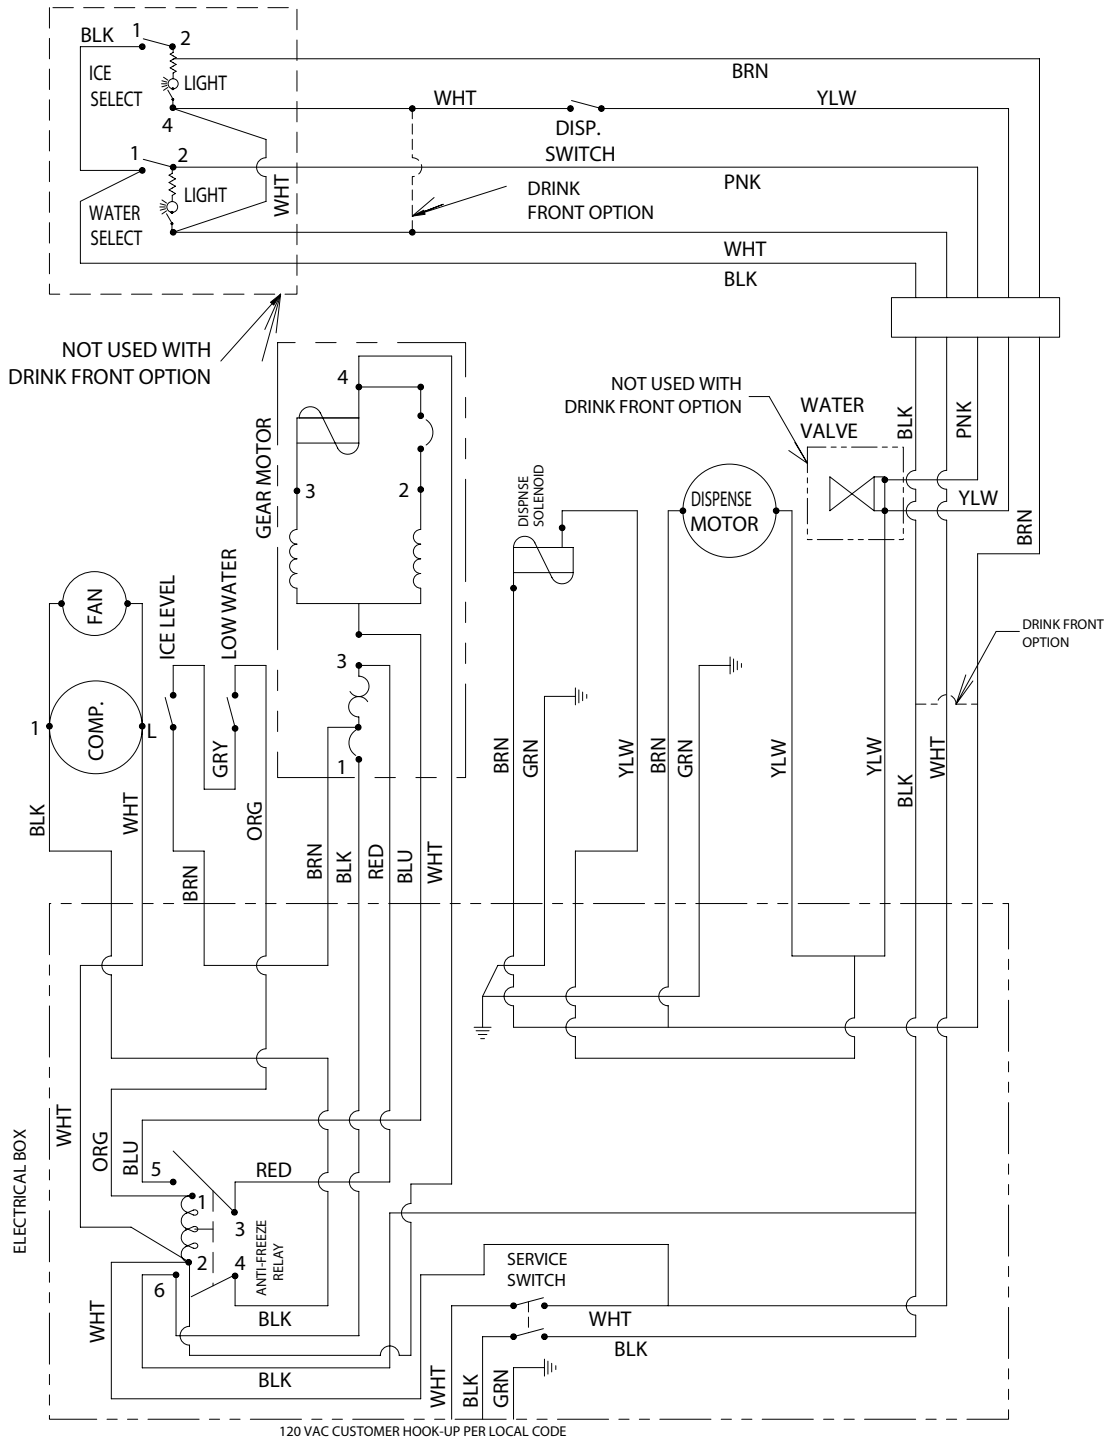 BLK
1
2
ICE
SELECT
LIGHT
4
BRN
WHT
YLW
DISP.
SWITCH
1
2
PNK
LIGHT
WHT
DRINK
FRONT OPTION
WATER
SELECT
WHT
BLK
NOT USED WITH
DRINK FRONT OPTION
4
NOT USED WITH
DRINK FRONT OPTION
WATER
VALVE
BLK
PNK
GEAR MOTOR
3
2
DISPNSE
SOLENOID
DISPENSE
MOTOR
YLW
BRN
FAN
ICE LEVEL
LOW WATER
DRINK FRONT
OPTION
3
1
COMP.
L
GRY
1
BRN
GRN
YLW
BRN
GRN
YLW
YLW
BLK
WHT
BLK
WHT
ORG
BRN
BRN
BLK
RED
BLU
WHT
ELECTRICAL BOX
WHT
ORG
BLU
5
RED
1
3
2
4
6
ANTI-FREEZE
RELAY
SERVICE
SWITCH
WHT
BLK
WHT
BLK
BLK
WHT
BLK
GRN
120 VAC CUSTOMER HOOK-UP PER LOCAL CODE